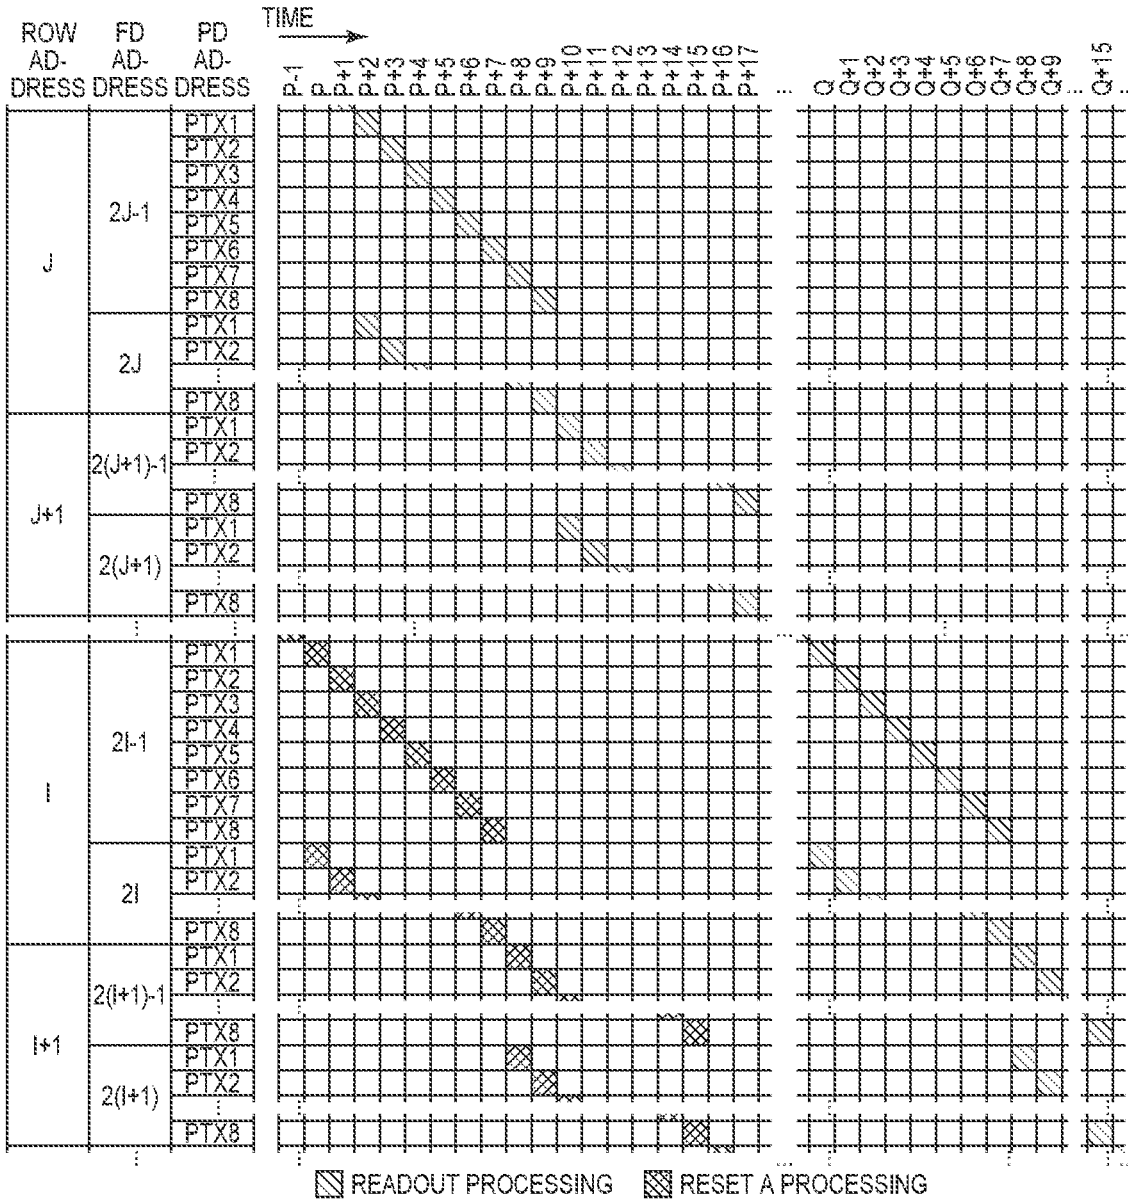 TIME
ROW AD-DRESS FD AD-DRESS PD AD-DRESS
P-1 P P+1 P+2 P+3 P+4 P+5 P+6 P+7 P+8 P+9 P+10 P+11 P+12 P+13 P+14 P+15 P+16 P+17 ... Q Q+1 Q+2 Q+3 Q+4 Q+5 Q+6 Q+7 Q+8 Q+9 ... Q+15 ...
J
2J-1
PTX1
PTX2
PTX3
PTX4
PTX5
PTX6
PTX7
PTX8
2J
PTX1
PTX2
PTX8
J+1
2(J+1)-1
PTX1
PTX2
PTX8
2(J+1)
PTX1
PTX2
PTX8
I
2I-1
PTX1
PTX2
PTX3
PTX4
PTX5
PTX6
PTX7
PTX8
2I
PTX1
PTX2
PTX8
I+1
2(I+1)-1
PTX1
PTX2
PTX8
2(I+1)
PTX1
PTX2
PTX8
READOUT PROCESSING RESET A PROCESSING